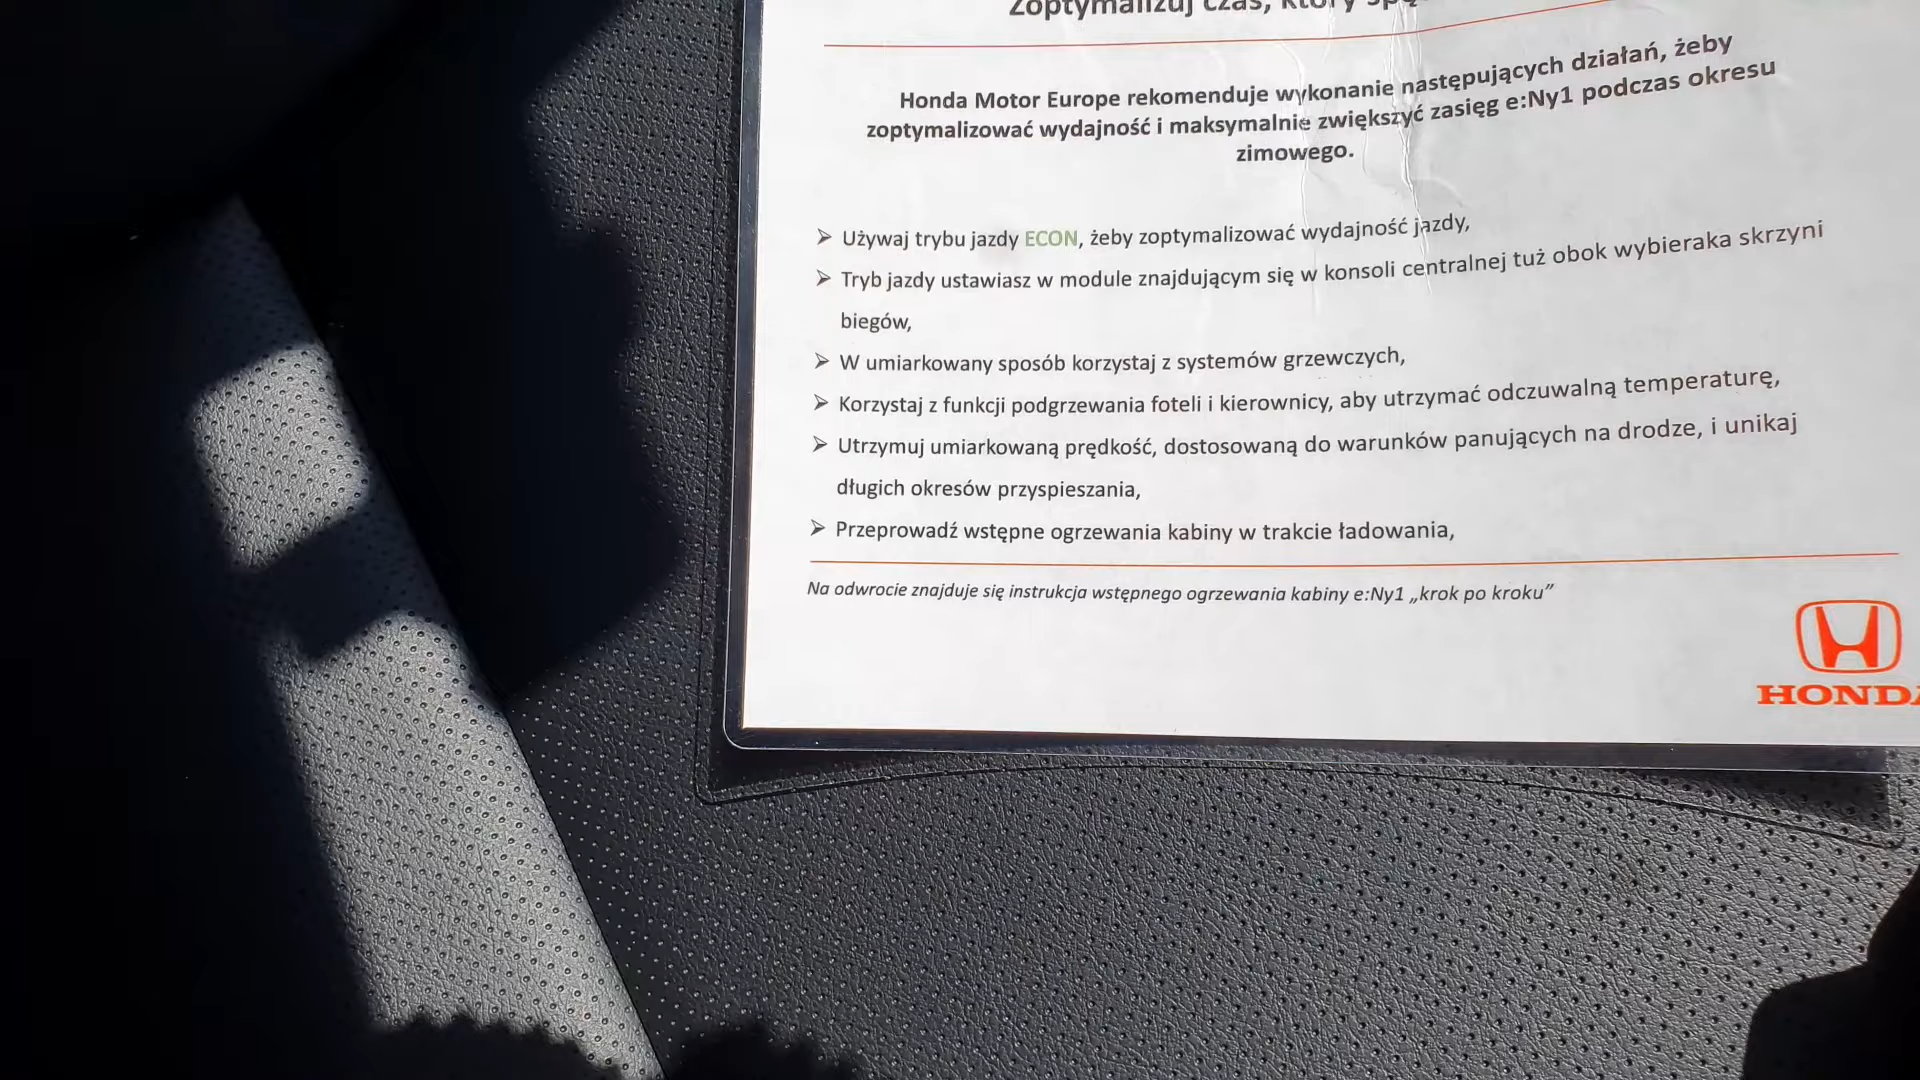 Zoptymalizuj czas, który
Honda Motor Europe rekomenduje wykonanie następujących działań, żeby
zoptymalizować wydajność i maksymalnie zwiększyć zasięg e:Ny1 podczas okresu
zimowego.
➢ Używaj trybu jazdy ECON, żeby zoptymalizować wydajność jazdy,
➢ Tryb jazdy ustawiasz w module znajdującym się w konsoli centralnej tuż obok wybieraka skrzyni
biegów,
➢ W umiarkowany sposób korzystaj z systemów grzewczych,
➢ Korzystaj z funkcji podgrzewania foteli i kierownicy, aby utrzymać odczuwalną temperaturę,
➢ Utrzymuj umiarkowaną prędkość, dostosowaną do warunków panujących na drodze, i unikaj
długich okresów przyspieszania,
➢ Przeprowadź wstępne ogrzewania kabiny w trakcie ładowania,
Na odwrocie znajduje się instrukcja wstępnego ogrzewania kabiny e:Ny1 „krok po kroku”
HONDA